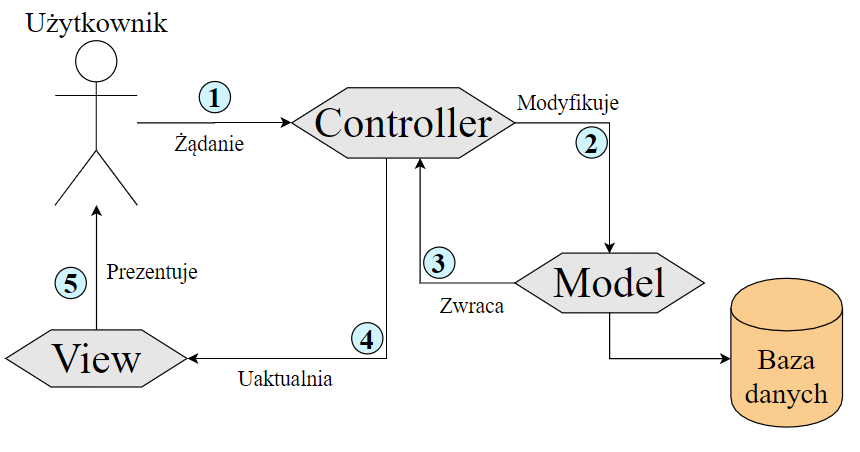 Użytkownik
1
Żądanie
Controller
Modyfikuje
2
3
Zwraca
Model
5
Prezentuje
4
View
Uaktualnia
Baza
danych